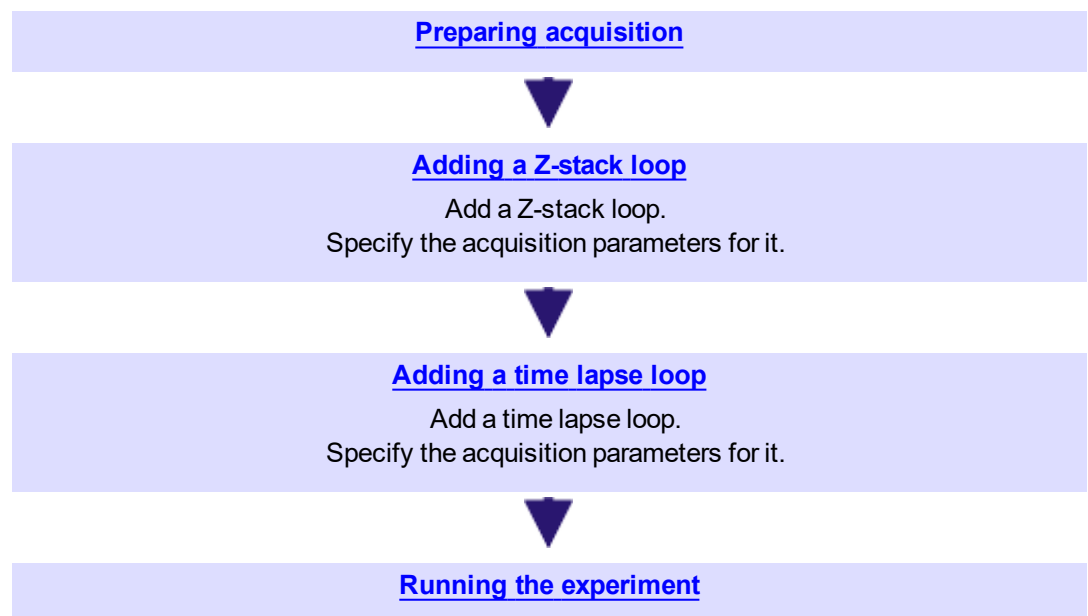 Preparing acquisition
Adding a Z-stack loop
Add a Z-stack loop.
Specify the acquisition parameters for it.
Adding a time lapse loop
Add a time lapse loop.
Specify the acquisition parameters for it.
Running the experiment